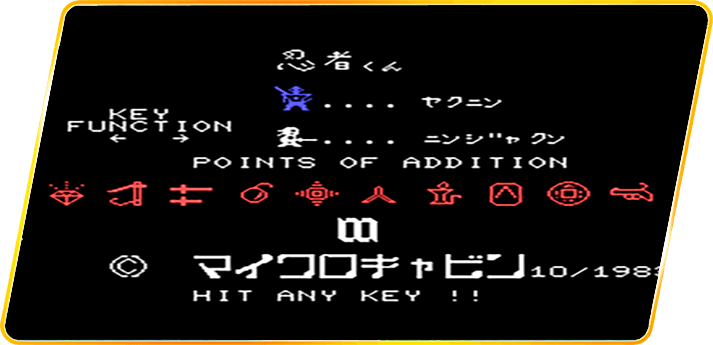 忍者くん
.... ヤクニン
KEY
FUNCTION
← →
.... ニンジャクン
POINTS OF ADDITION
© マイクロキャビン 10/1983
HIT ANY KEY !!